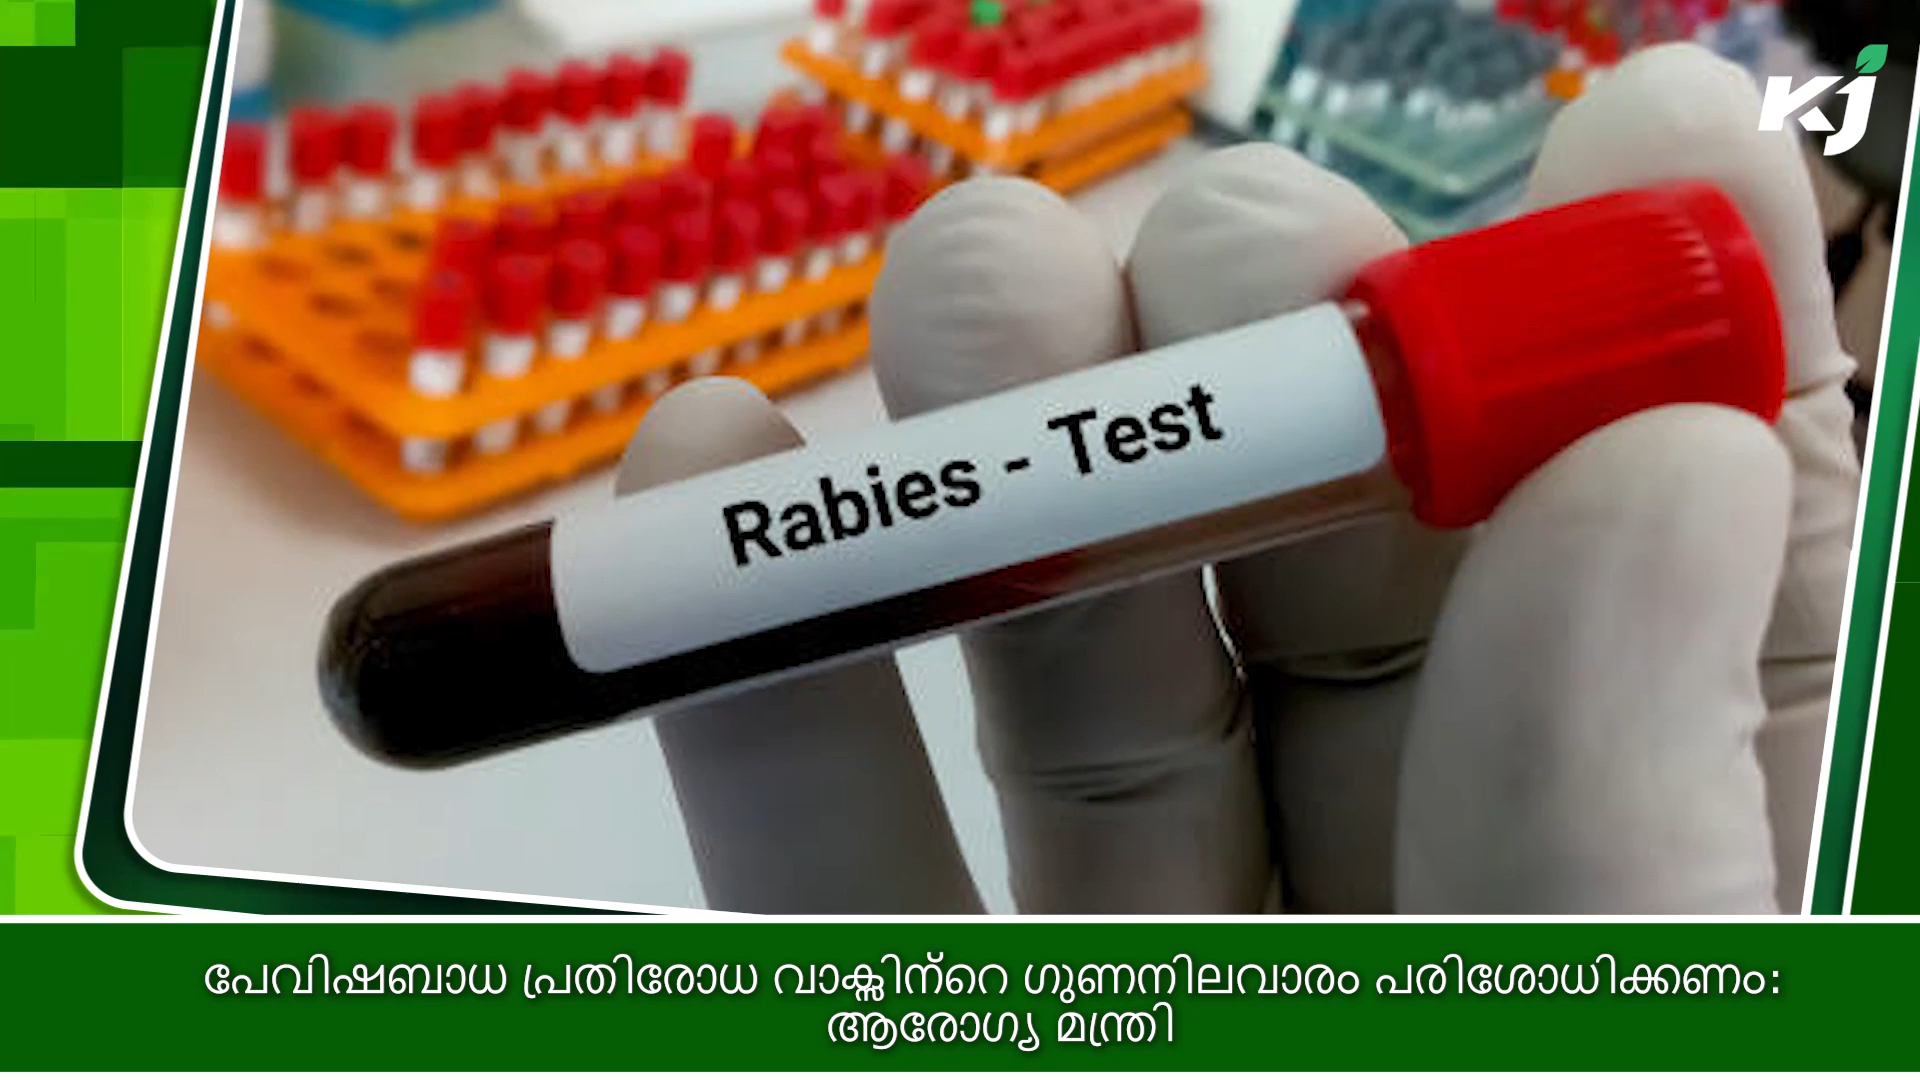 KJ
Rabies - Test
പേവിഷബാധ പ്രതിരോധ വാക്സിന്റെ ഗുണനിലവാരം പരിശോധിക്കണം:
ആരോഗ്യ മന്ത്രി